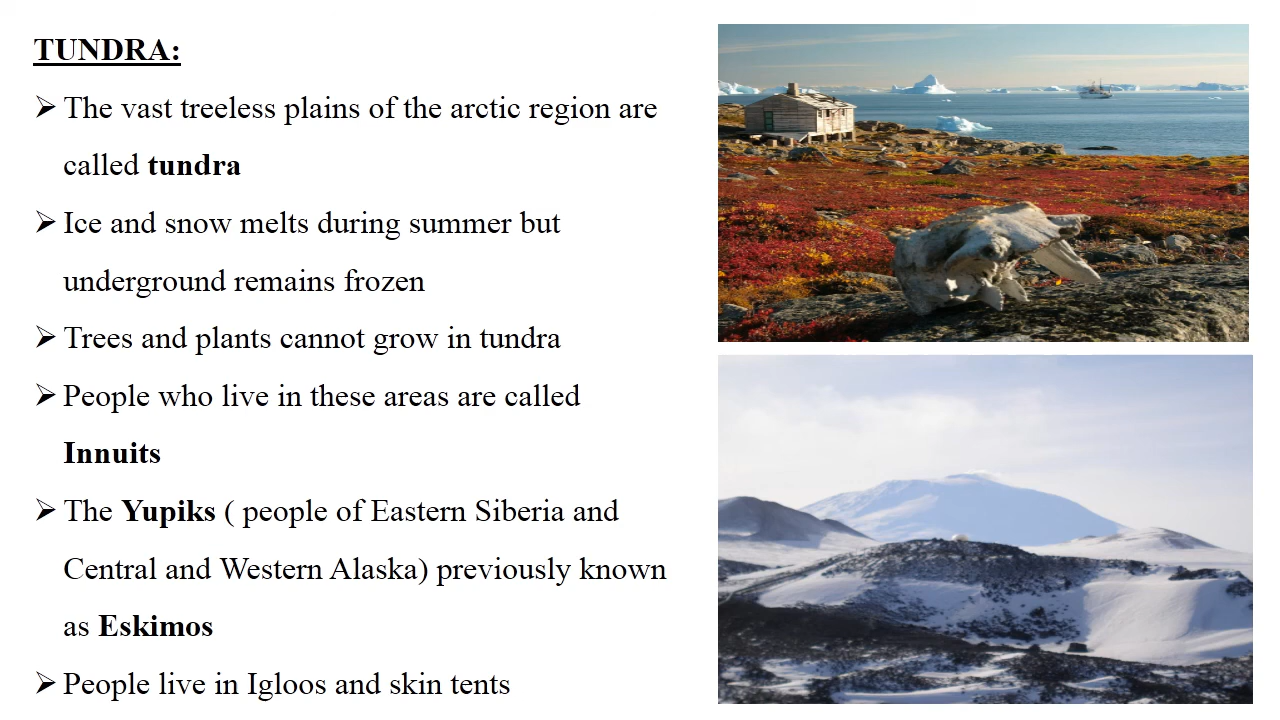 TUNDRA:
➢ The vast treeless plains of the arctic region are
called tundra
➢ Ice and snow melts during summer but
underground remains frozen
➢ Trees and plants cannot grow in tundra
➢ People who live in these areas are called
Innuits
➢ The Yupiks ( people of Eastern Siberia and
Central and Western Alaska) previously known
as Eskimos
➢ People live in Igloos and skin tents